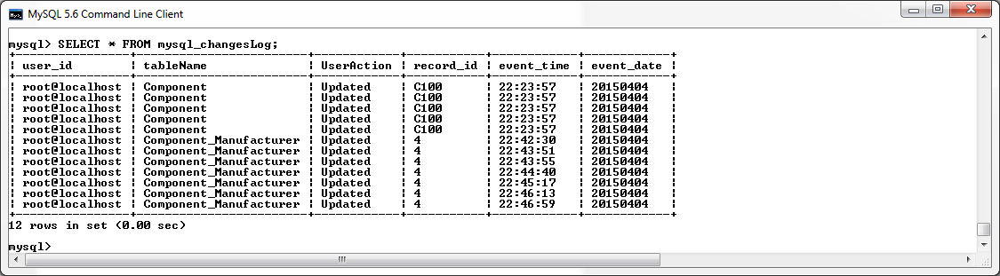 MySQL 5.6 Command Line Client
mysql> SELECT * FROM mysql_changesLog;
+----------------+------------------------+------------+-----------+------------+------------+
| user_id        | tableName              | UserAction | record_id | event_time | event_date |
+----------------+------------------------+------------+-----------+------------+------------+
| root@localhost | Component              | Updated    | C100      | 22:23:57   | 20150404   |
| root@localhost | Component              | Updated    | C100      | 22:23:57   | 20150404   |
| root@localhost | Component              | Updated    | C100      | 22:23:57   | 20150404   |
| root@localhost | Component              | Updated    | C100      | 22:23:57   | 20150404   |
| root@localhost | Component              | Updated    | C100      | 22:23:57   | 20150404   |
| root@localhost | Component_Manufacturer | Updated    | 4         | 22:42:30   | 20150404   |
| root@localhost | Component_Manufacturer | Updated    | 4         | 22:43:51   | 20150404   |
| root@localhost | Component_Manufacturer | Updated    | 4         | 22:43:55   | 20150404   |
| root@localhost | Component_Manufacturer | Updated    | 4         | 22:44:40   | 20150404   |
| root@localhost | Component_Manufacturer | Updated    | 4         | 22:45:17   | 20150404   |
| root@localhost | Component_Manufacturer | Updated    | 4         | 22:46:13   | 20150404   |
| root@localhost | Component_Manufacturer | Updated    | 4         | 22:46:59   | 20150404   |
+----------------+------------------------+------------+-----------+------------+------------+
12 rows in set (0.00 sec)
mysql>